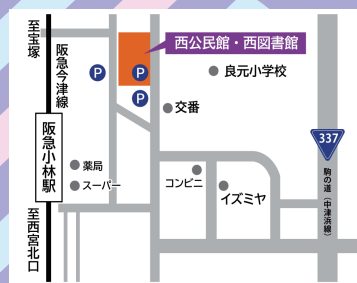 至宝塚
阪急今津線
西公民館・西図書館
P
P
P
良元小学校
交番
337
阪急小林駅
薬局
スーパー
コンビニ
イズミヤ
駒の道（中津浜線）
至西宮北口